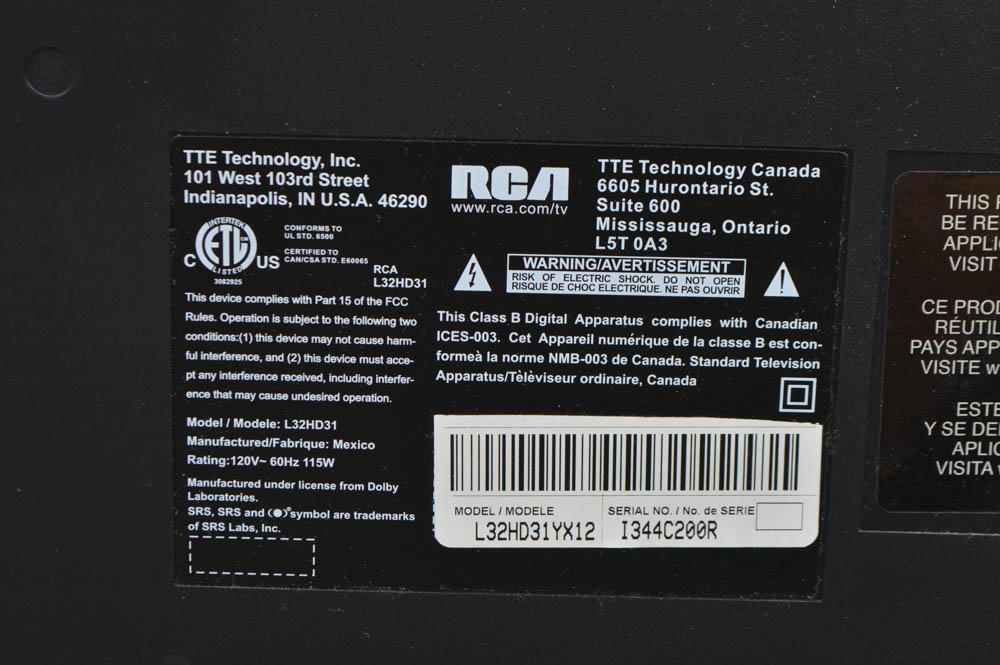 TTE Technology, Inc.
101 West 103rd Street
Indianapolis, IN U.S.A. 46290
INTERTEK
ETL CM
LISTED
C US
3082925
CONFORMS TO
UL STD. 6500
CERTIFIED TO
CAN/CSA STD. E60065
RCA
L32HD31
This device complies with Part 15 of the FCC
Rules. Operation is subject to the following two
conditions:(1) this device may not cause harm-
ful interference, and (2) this device must acce-
pt any interference received, including interfer-
ence that may cause undesired operation.
Model / Modele: L32HD31
Manufactured/Fabrique: Mexico
Rating:120V~ 60Hz 115W
Manufactured under license from Dolby
Laboratories.
SRS, SRS and symbol are trademarks
of SRS Labs, Inc.
RCA
www.rca.com/tv
TTE Technology Canada
6605 Hurontario St.
Suite 600
Mississauga, Ontario
L5T 0A3
WARNING/AVERTISSEMENT
RISK OF ELECTRIC SHOCK. DO NOT OPEN
RISQUE DE CHOC ELECTRIQUE. NE PAS OUVRIR
This Class B Digital Apparatus complies with Canadian
ICES-003. Cet Appareil numérique de la classe B est con-
formeà la norme NMB-003 de Canada. Standard Television
Apparatus/Tèlèviseur ordinaire, Canada
MODEL / MODELE
L32HD31YX12
SERIAL NO. / No. de SERIE
I344C200R
THIS
BE RE
APPLI
VISIT
CE PROD
RÉUTIL
PAYS APP
VISITE w
ESTE
Y SE DE
APLIC
VISITA w